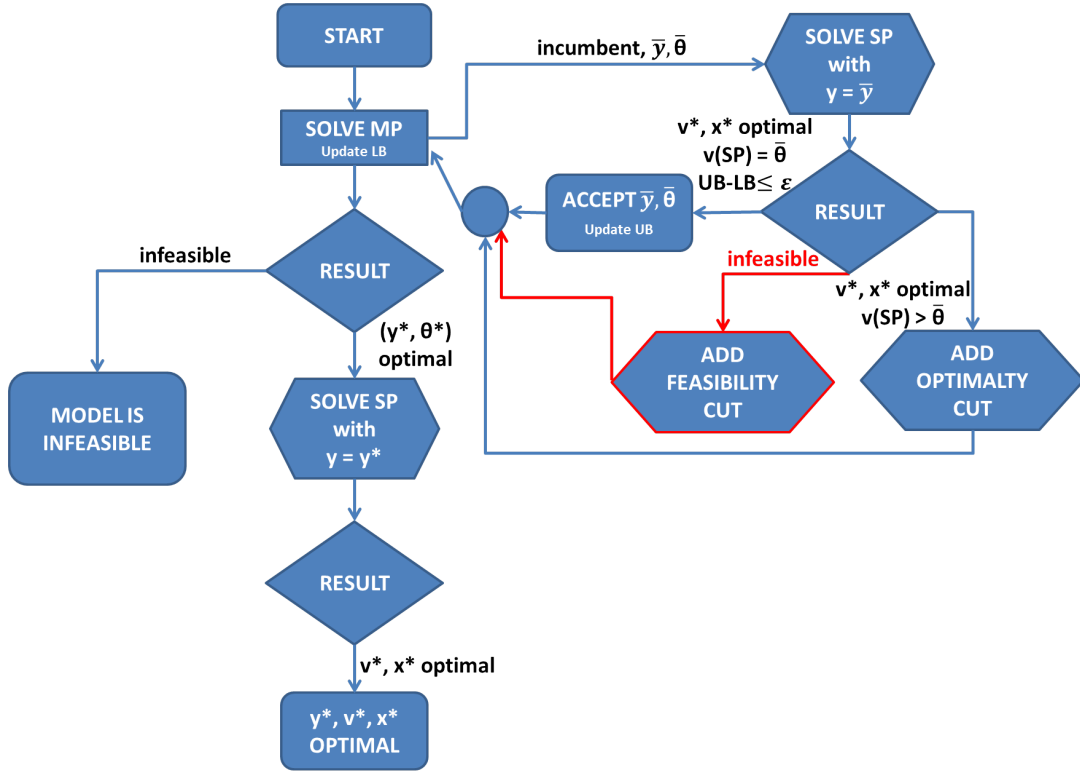 START
incumbent, y̅, θ̅
SOLVE SP
with
y = y̅
SOLVE MP
Update LB
v*, x* optimal
v(SP) = θ̅
UB-LB≤ ε
ACCEPT y̅, θ̅
Update UB
RESULT
infeasible
RESULT
infeasible
v*, x* optimal
v(SP) > θ̅
(y*, θ*)
optimal
ADD
FEASIBILITY
CUT
ADD
OPTIMALTY
CUT
MODEL IS
INFEASIBLE
SOLVE SP
with
y = y*
RESULT
v*, x* optimal
y*, v*, x*
OPTIMAL